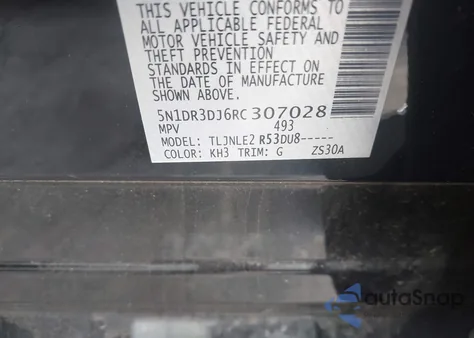 THIS VEHICLE CONFORMS TO
ALL APPLICABLE FEDERAL
MOTOR VEHICLE SAFETY AND
THEFT PREVENTION
STANDARDS IN EFFECT ON
THE DATE OF MANUFACTURE
SHOWN ABOVE.
5N1DR3DJ6RC307028
MPV 493
MODEL: TLJNLE2 R53DU8-----
COLOR: KH3 TRIM: G ZS30A
autoSnap